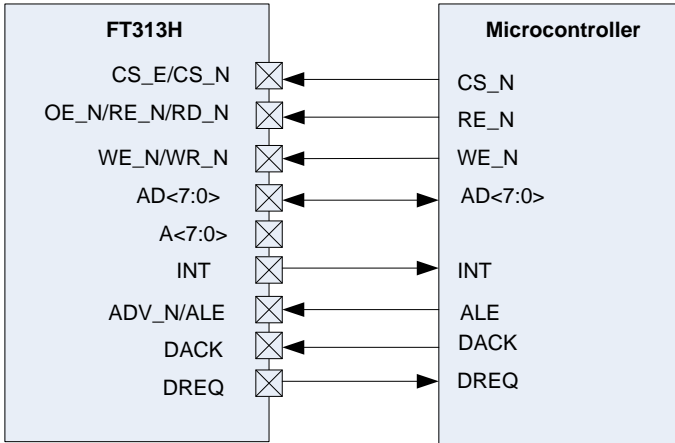 FT313H
Microcontroller
CS_E/CS_N
CS_N
OE_N/RE_N/RD_N
RE_N
WE_N/WR_N
WE_N
AD<7:0>
AD<7:0>
A<7:0>
INT
INT
ADV_N/ALE
ALE
DACK
DACK
DREQ
DREQ